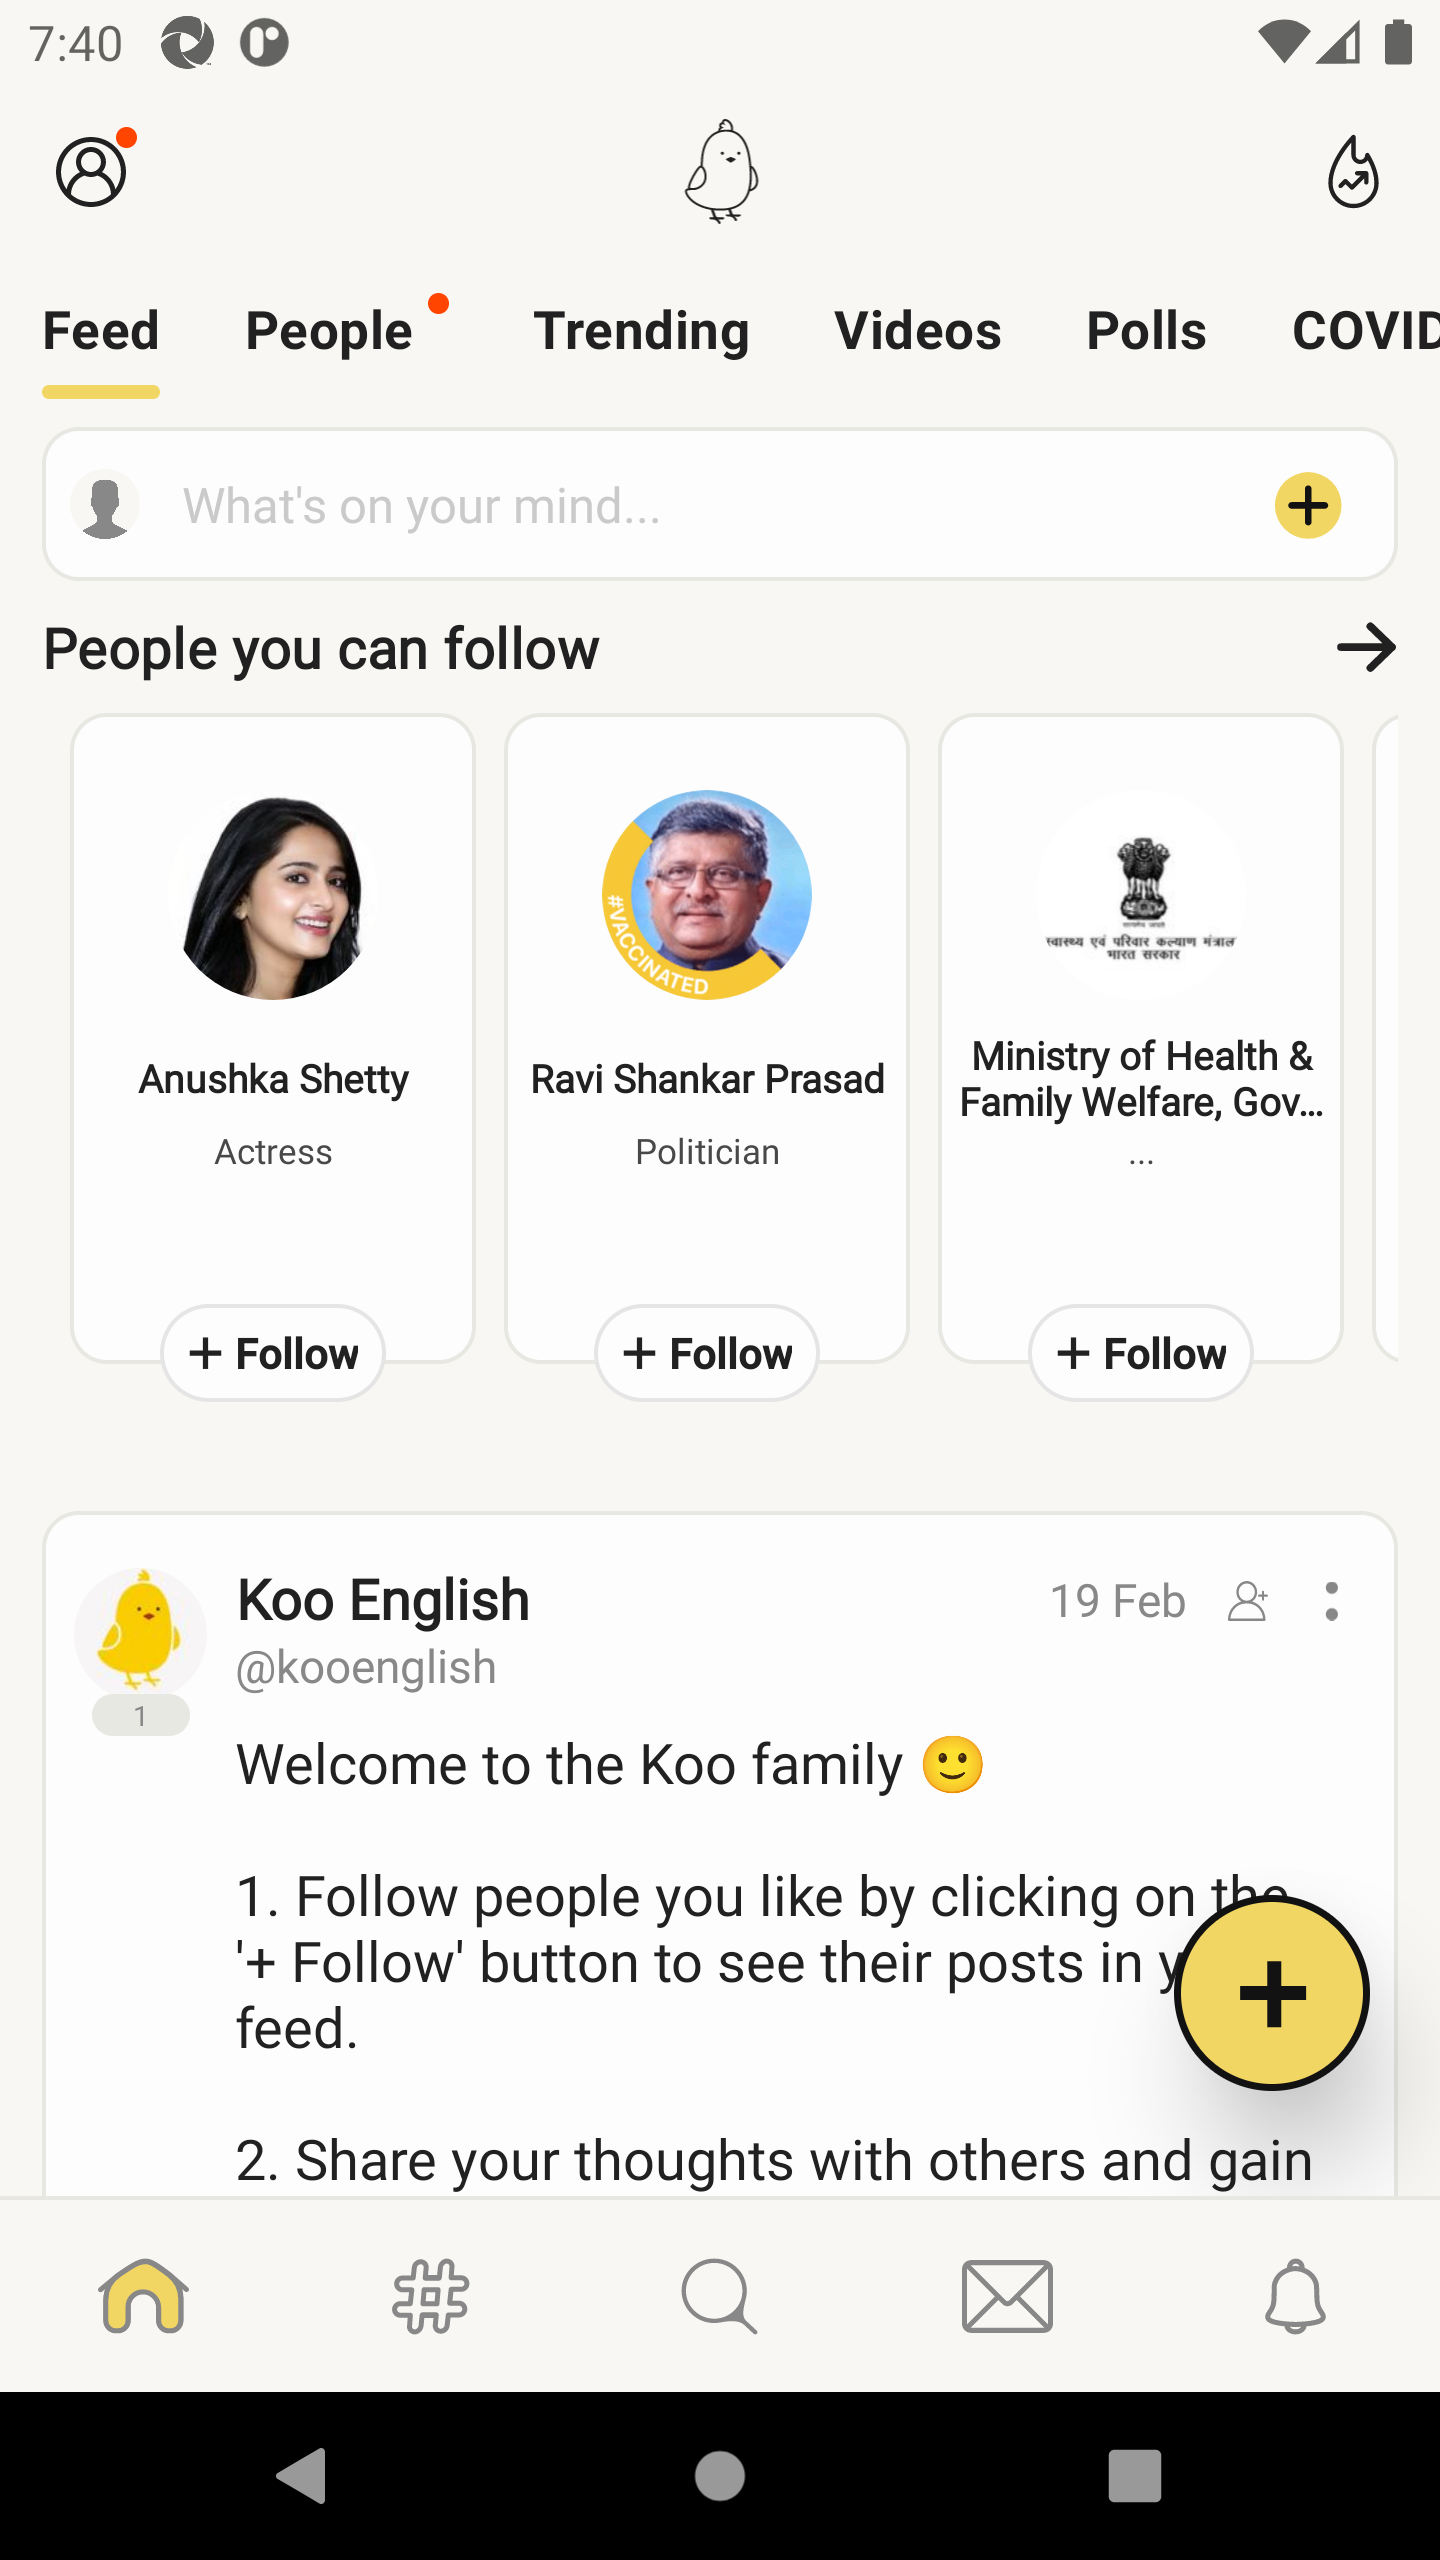 7:40
Feed People Trending Videos Polls COVID
What's on your mind...
People you can follow
#VACCINATED
स्वास्थ्य एवं परिवार कल्याण मंत्रालय
भारत सरकार
Anushka Shetty
Actress
Ravi Shankar Prasad
Politician
Ministry of Health &
Family Welfare, Gov...
...
+ Follow
+ Follow
+ Follow
Koo English
19 Feb
@kooenglish
1
Welcome to the Koo family 🙂
1. Follow people you like by clicking on the
'+ Follow' button to see their posts in y
feed.
2. Share your thoughts with others and gain